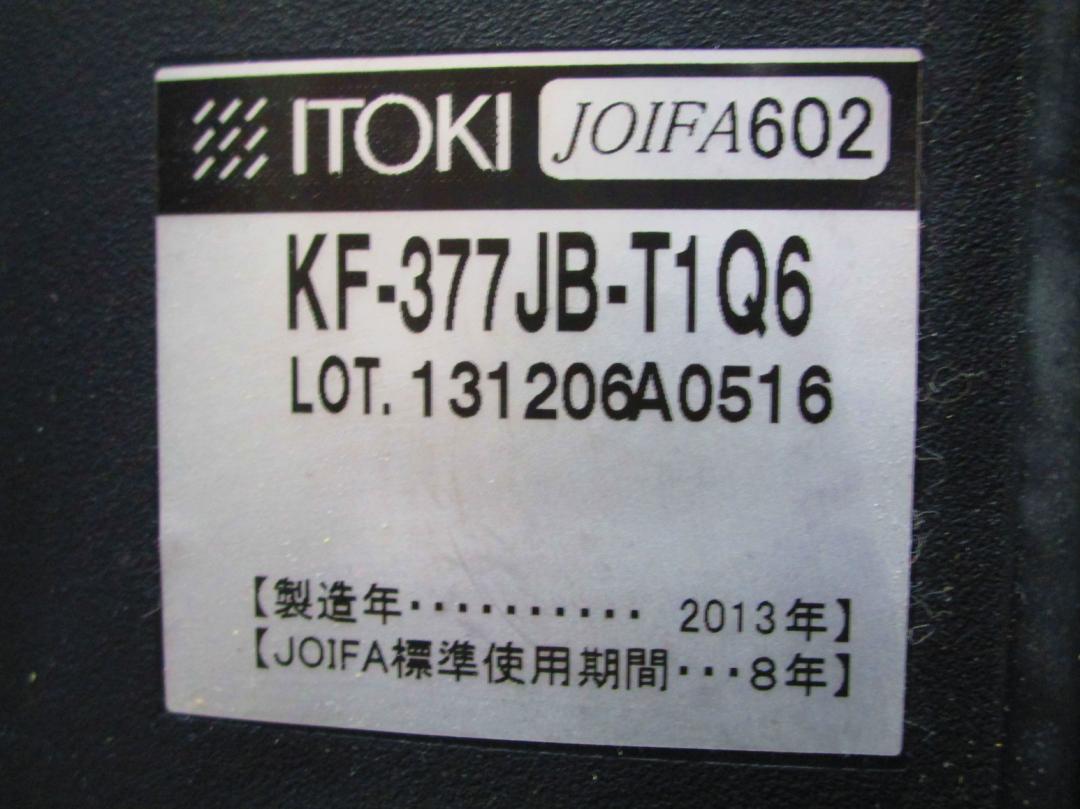 ITOKI JOIFA602
KF-377JB-T1Q6
LOT. 131206A0516
【製造年・・・・・・・・・・ 2013年】
【JOIFA標準使用期間・・・8年】